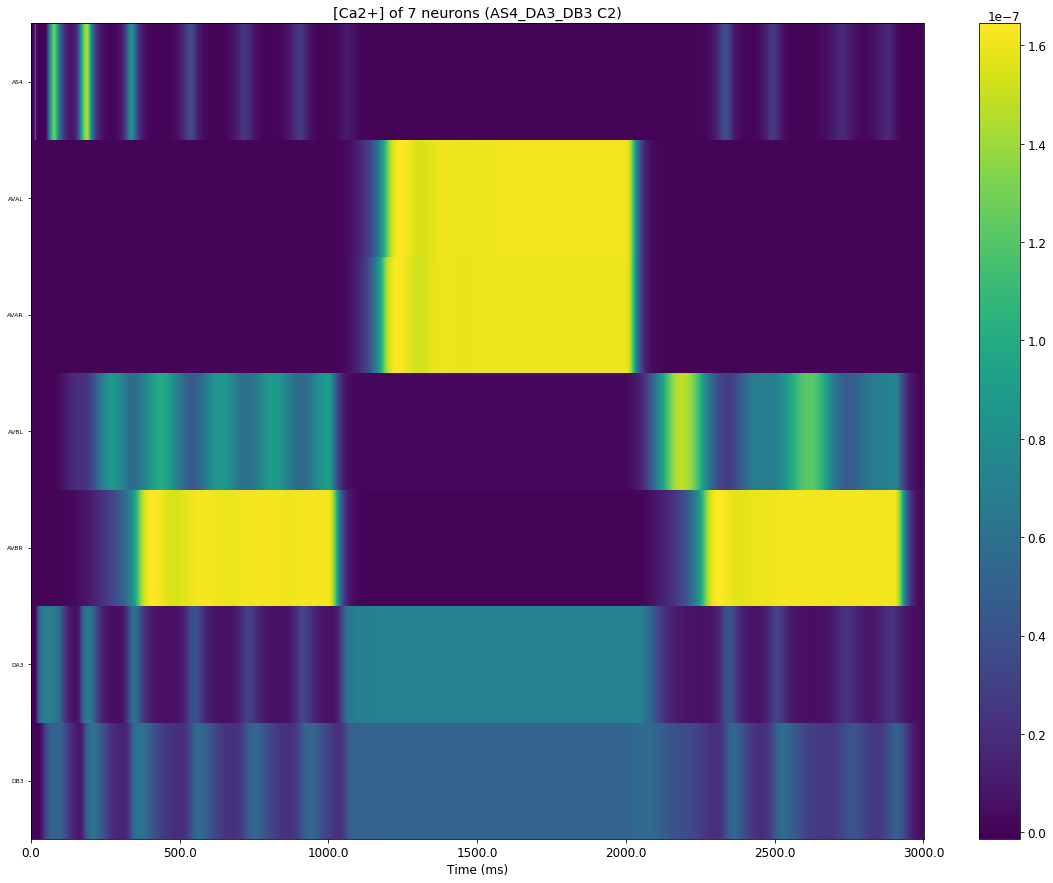 [Ca2+] of 7 neurons (AS4_DA3_DB3 C2)
1e−7
AS4
AVAL
AVAR
AVBL
AVBR
DA3
DB3
0.0 500.0 1000.0 1500.0 2000.0 2500.0 3000.0
Time (ms)
1.6
1.4
1.2
1.0
0.8
0.6
0.4
0.2
0.0